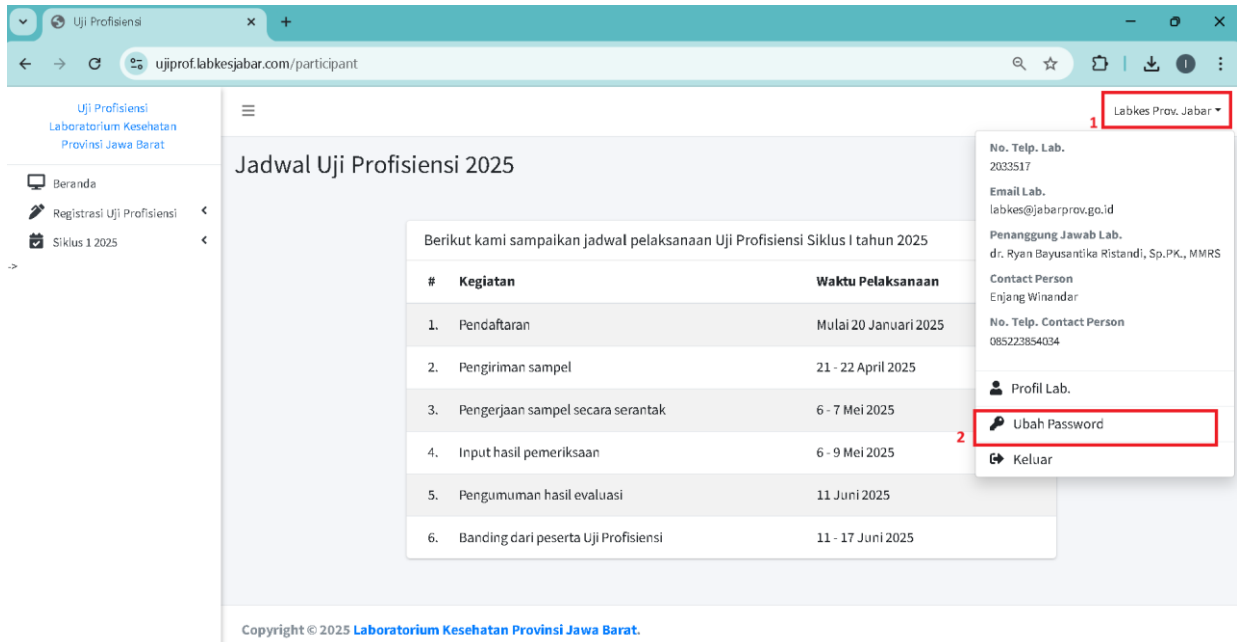 Uji Profisiensi
ujiprof.labkesjabar.com/participant
Uji Profisiensi
Laboratorium Kesehatan
Provinsi Jawa Barat
Beranda
Registrasi Uji Profisiensi
Siklus 1 2025
->
1
Labkes Prov. Jabar
Jadwal Uji Profisiensi 2025
Berikut kami sampaikan jadwal pelaksanaan Uji Profisiensi Siklus I tahun 2025
# Kegiatan Waktu Pelaksanaan
1. Pendaftaran Mulai 20 Januari 2025
2. Pengiriman sampel 21 - 22 April 2025
3. Pengerjaan sampel secara serantak 6 - 7 Mei 2025
4. Input hasil pemeriksaan 6 - 9 Mei 2025
5. Pengumuman hasil evaluasi 11 Juni 2025
6. Banding dari peserta Uji Profisiensi 11 - 17 Juni 2025
No. Telp. Lab.
2033517
Email Lab.
labkes@jabarprov.go.id
Penanggung Jawab Lab.
dr. Ryan Bayusantika Ristandi, Sp.PK., MMRS
Contact Person
Enjang Winandar
No. Telp. Contact Person
085223854034
Profil Lab.
2
Ubah Password
Keluar
Copyright © 2025 Laboratorium Kesehatan Provinsi Jawa Barat.